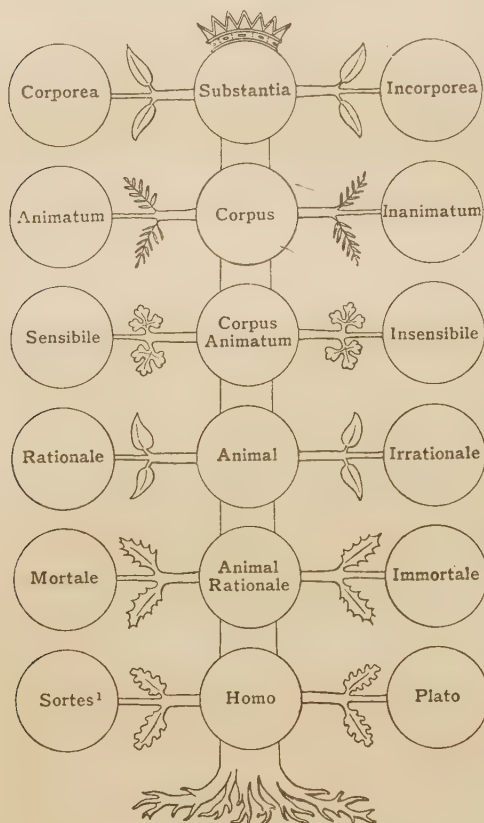 Corporea
Substantia
Incorporea
Animatum
Corpus
Inanimatum
Sensibile
Corpus
Animatum
Insensibile
Rationale
Animal
Irrationale
Mortale
Animal
Rationale
Immortale
Sortes¹
Homo
Plato